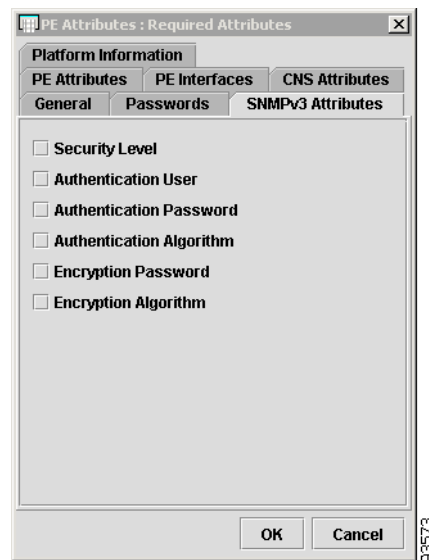 PE Attributes : Required Attributes
Platform Information
PE Attributes PE Interfaces CNS Attributes
General Passwords SNMPv3 Attributes
Security Level
Authentication User
Authentication Password
Authentication Algorithm
Encryption Password
Encryption Algorithm
OK Cancel
93573